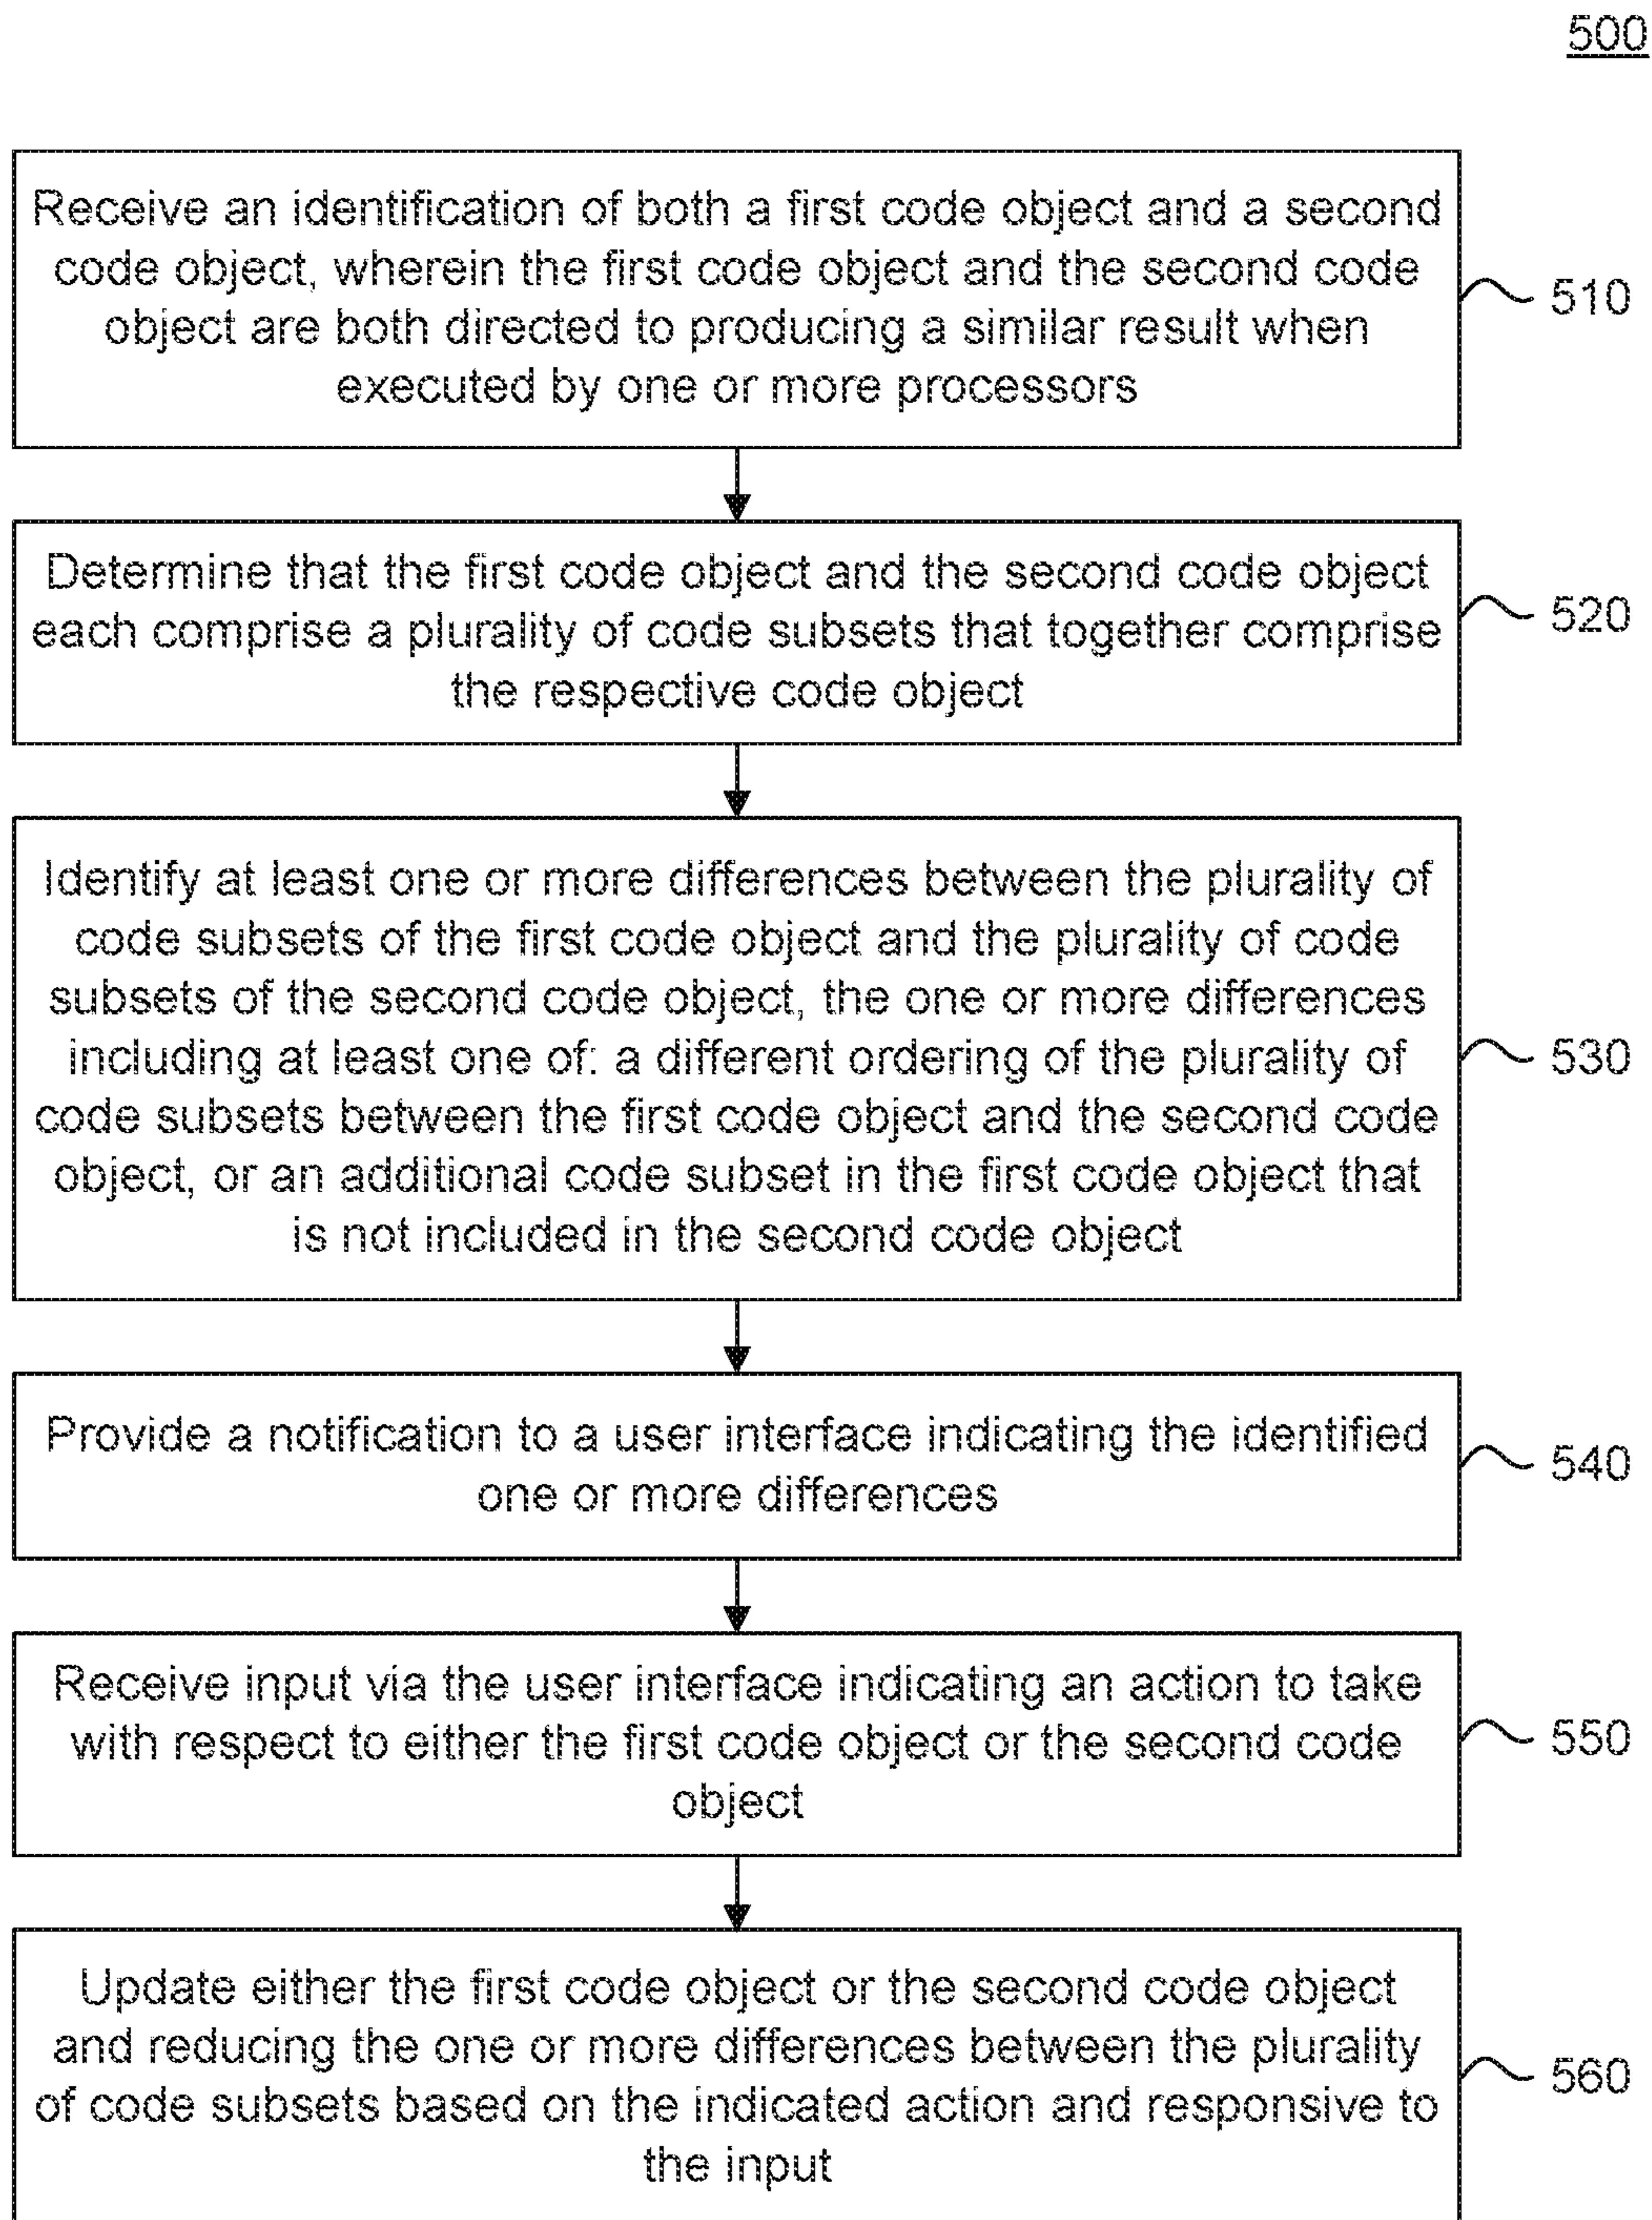 500
Receive an identification of both a first code object and a second
code object, wherein the first code object and the second code
object are both directed to producing a similar result when
executed by one or more processors
510
Determine that the first code object and the second code object
each comprise a plurality of code subsets that together comprise
the respective code object
520
Identify at least one or more differences between the plurality of
code subsets of the first code object and the plurality of code
subsets of the second code object, the one or more differences
including at least one of: a different ordering of the plurality of
code subsets between the first code object and the second code
object, or an additional code subset in the first code object that
is not included in the second code object
530
Provide a notification to a user interface indicating the identified
one or more differences
540
Receive input via the user interface indicating an action to take
with respect to either the first code object or the second code
object
550
Update either the first code object or the second code object
and reducing the one or more differences between the plurality
of code subsets based on the indicated action and responsive to
the input
560